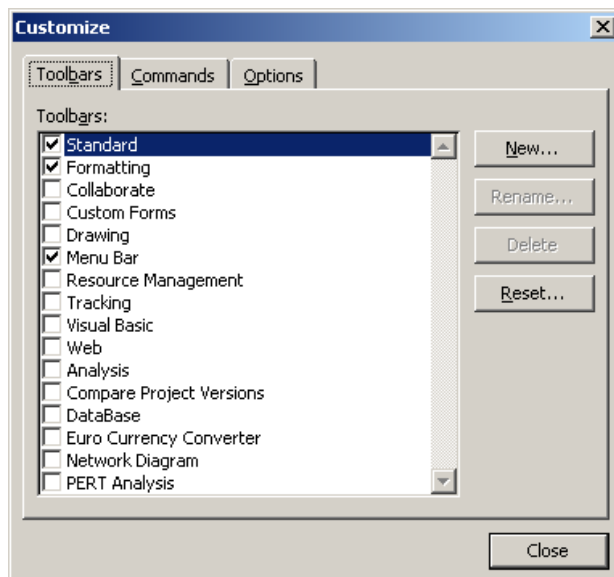 Customize
Toolbars Commands Options
Toolbars:
Standard
Formatting
Collaborate
Custom Forms
Drawing
Menu Bar
Resource Management
Tracking
Visual Basic
Web
Analysis
Compare Project Versions
DataBase
Euro Currency Converter
Network Diagram
PERT Analysis
New...
Rename...
Delete
Reset...
Close